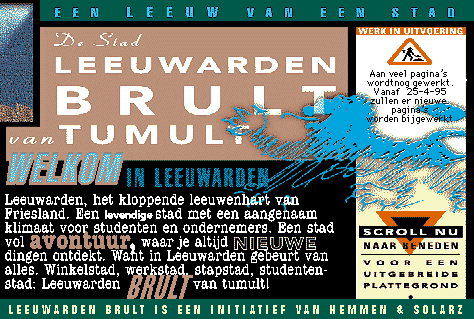 EEN LEEUW VAN EEN STAD
De Stad
LEEUWARDEN
BRULT
van TUMULT
WELKOM IN LEEUWARDEN
Leeuwarden, het kloppende leeuwenhart van
Friesland. Een levendige stad met een aangenaam
klimaat voor studenten en ondernemers. Een stad
vol avontuur, waar je altijd NIEUWE
dingen ontdekt. Want in Leeuwarden gebeurt van
alles. Winkelstad, werkstad, stapstad, studenten-
stad: Leeuwarden BRULT van tumult!
WERK IN UITVOERING
Aan veel pagina's
wordtnog gewerkt.
Vanaf 25-4-95
zullen er nieuwe
pagina's
worden bijgewerkt
SCROLL NU
NAAR BENEDEN
VOOR EEN
UITGEBREIDE
PLATTEGROND
LEEUWARDEN BRULT IS EEN INITIATIEF VAN HEMMEN & SOLARZ